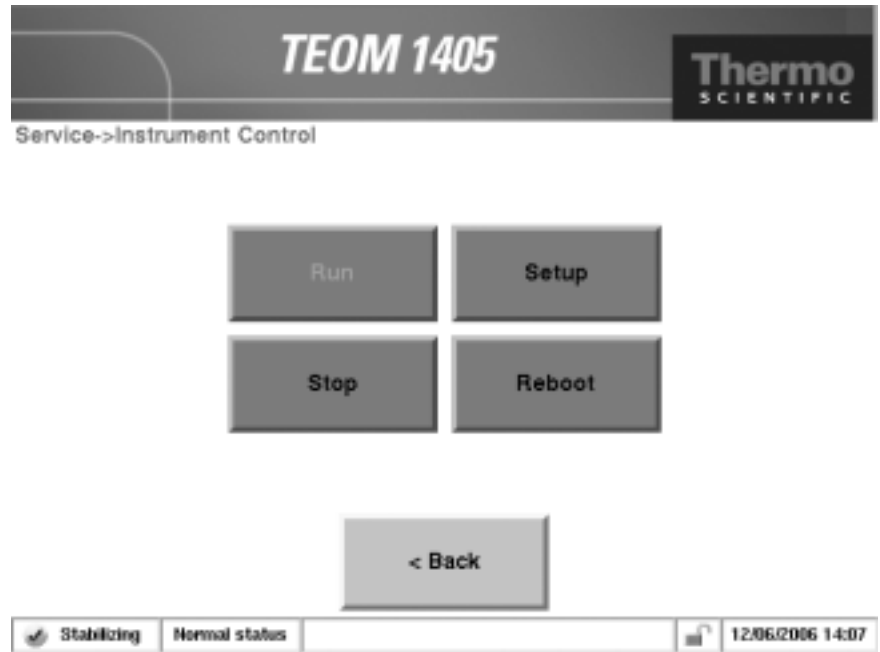 TEOM 1405
Thermo
SCIENTIFIC
Service->Instrument Control
Run
Setup
Stop
Reboot
< Back
Stabilizing
Normal status
12/06/2006 14:07